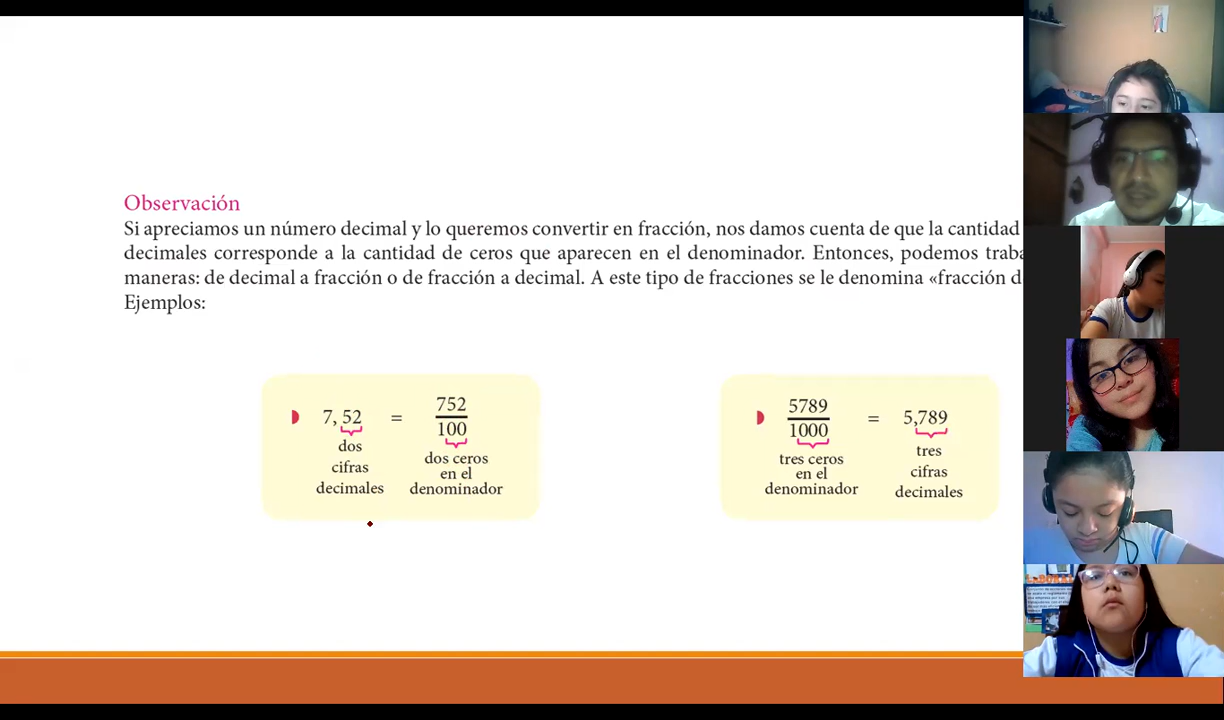 Observación
Si apreciamos un número decimal y lo queremos convertir en fracción, nos damos cuenta de que la cantidad
decimales corresponde a la cantidad de ceros que aparecen en el denominador. Entonces, podemos traba
maneras: de decimal a fracción o de fracción a decimal. A este tipo de fracciones se le denomina «fracción d
Ejemplos:
7, 52 = 752/100
dos cifras decimales
dos ceros en el denominador
5789/1000 = 5,789
tres ceros en el denominador
tres cifras decimales